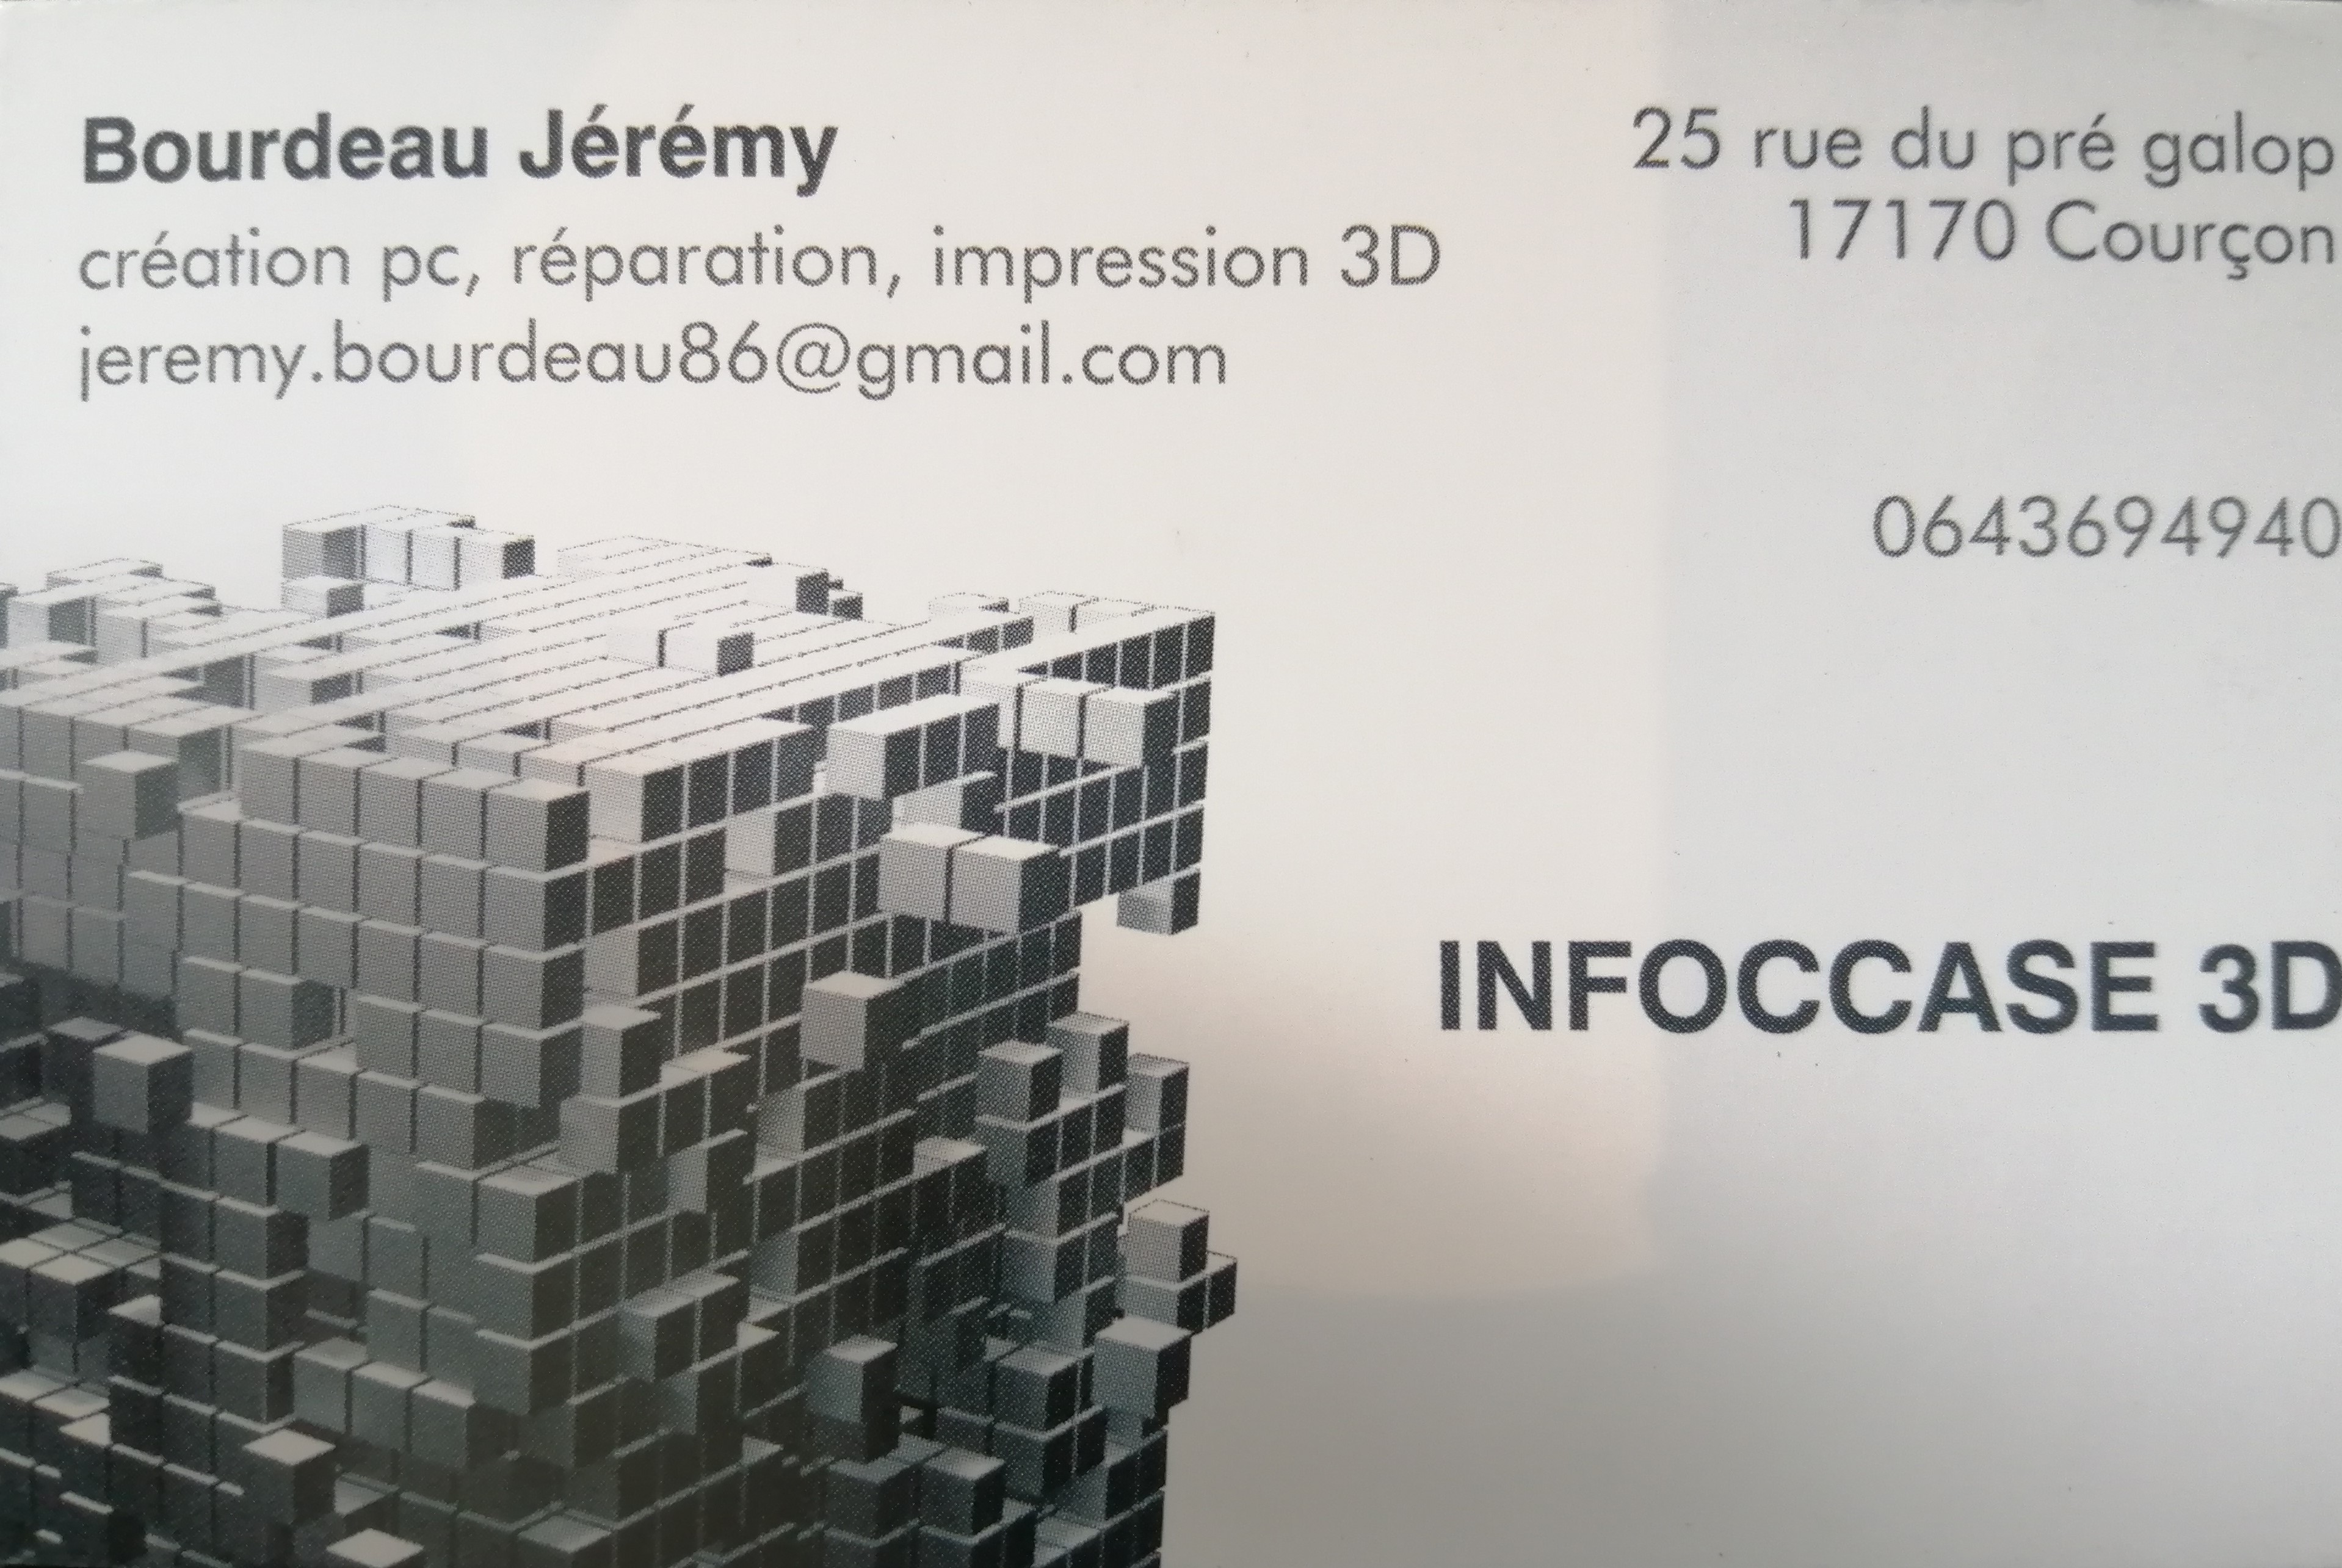 Bourdeau Jérémy
création pc, réparation, impression 3D
jeremy.bourdeau86@gmail.com
25 rue du pré galop
17170 Courçon
0643694940
INFOCCASE 3D